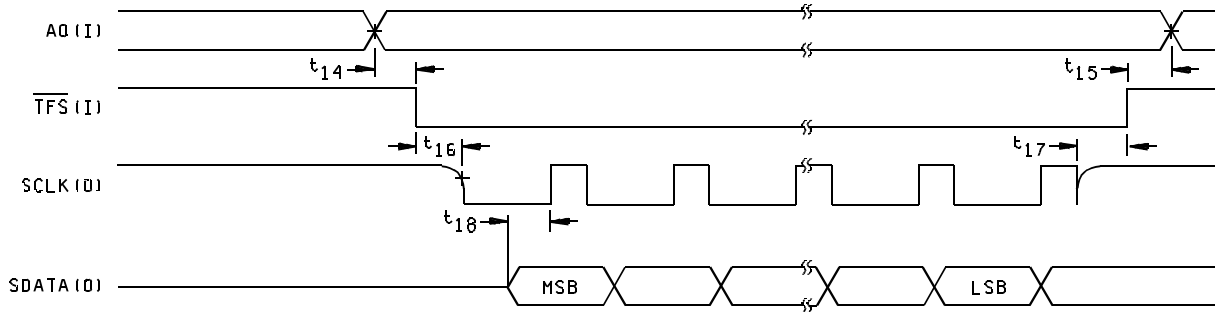 A0(I)
t14
t15
TFS(I)
t16
t17
SCLK(O)
t18
SDATA(O)
MSB
LSB